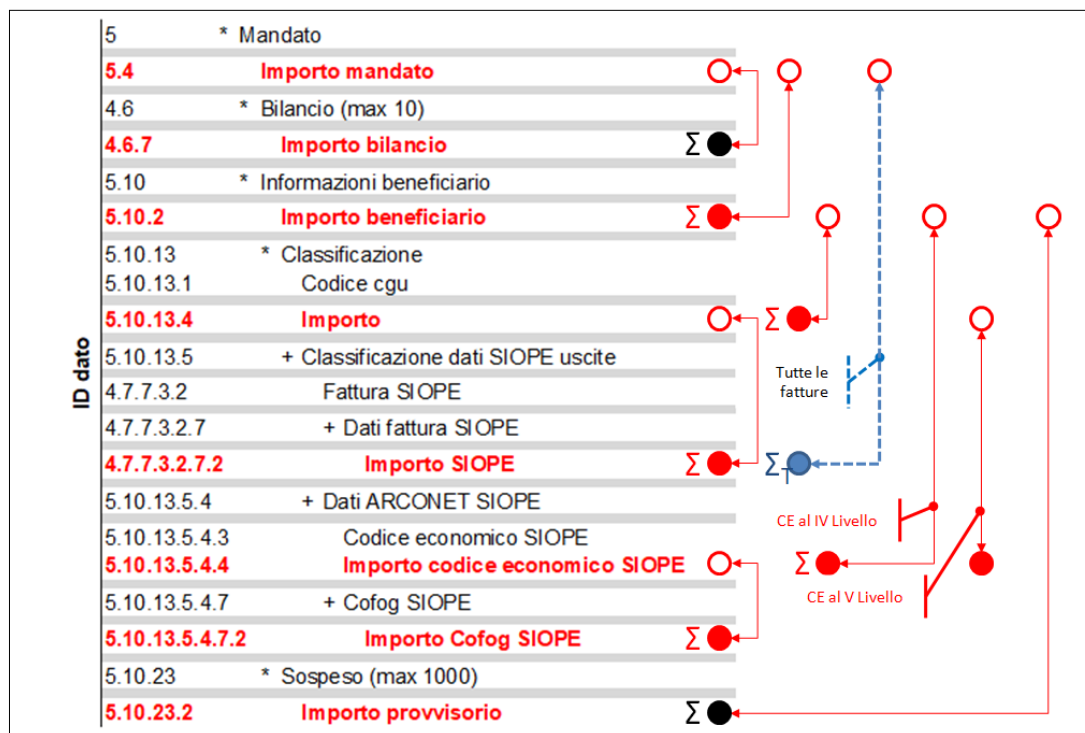 ID dato
5 * Mandato
5.4 Importo mandato
4.6 * Bilancio (max 10)
4.6.7 Importo bilancio Σ
5.10 * Informazioni beneficiario
5.10.2 Importo beneficiario Σ
5.10.13 * Classificazione
5.10.13.1 Codice cgu
5.10.13.4 Importo Σ
5.10.13.5 + Classificazione dati SIOPE uscite
Tutte le
fatture
4.7.7.3.2 Fattura SIOPE
4.7.7.3.2.7 + Dati fattura SIOPE
4.7.7.3.2.7.2 Importo SIOPE Σ ΣT
5.10.13.5.4 + Dati ARCONET SIOPE
CE al IV Livello
5.10.13.5.4.3 Codice economico SIOPE
5.10.13.5.4.4 Importo codice economico SIOPE Σ
CE al V Livello
5.10.13.5.4.7 + Cofog SIOPE
5.10.13.5.4.7.2 Importo Cofog SIOPE Σ
5.10.23 * Sospeso (max 1000)
5.10.23.2 Importo provvisorio Σ